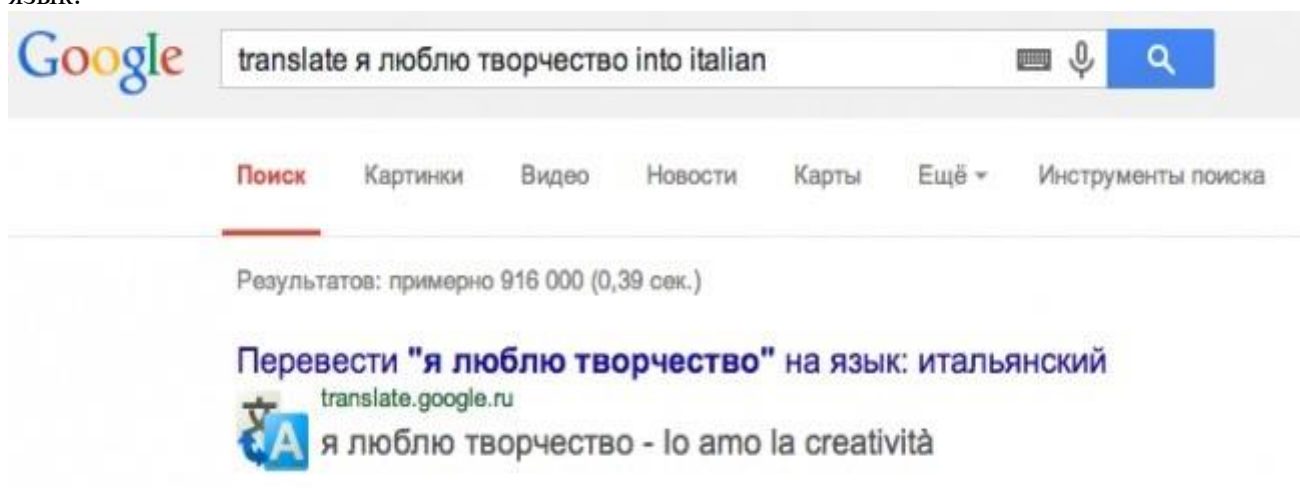 язык.
Google translate я люблю творчество into italian
Поиск Картинки Видео Новости Карты Ещё Инструменты поиска
Результатов: примерно 916 000 (0,39 сек.)
Перевести "я люблю творчество" на язык: итальянский
translate.google.ru
я люблю творчество - Io amo la creatività